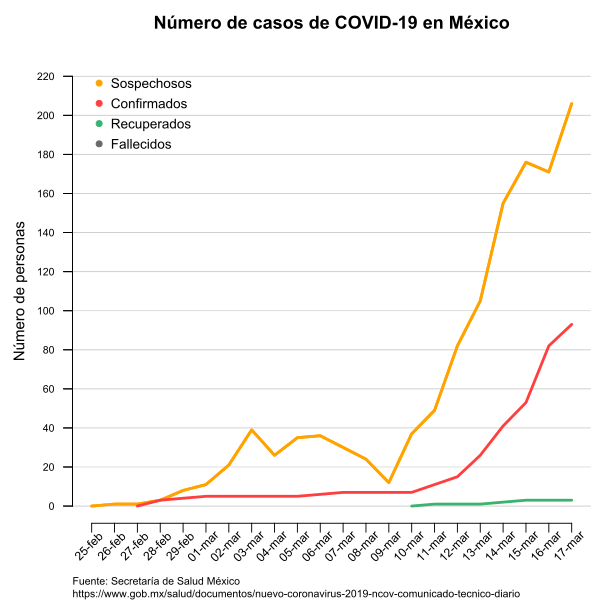 Número de casos de COVID-19 en México
Sospechosos
Confirmados
Recuperados
Fallecidos
Número de personas
220
200
180
160
140
120
100
80
60
40
20
0
25-feb
26-feb
27-feb
28-feb
29-feb
01-mar
02-mar
03-mar
04-mar
05-mar
06-mar
07-mar
08-mar
09-mar
10-mar
11-mar
12-mar
13-mar
14-mar
15-mar
16-mar
17-mar
Fuente: Secretaría de Salud México
https://www.gob.mx/salud/documentos/nuevo-coronavirus-2019-ncov-comunicado-tecnico-diario